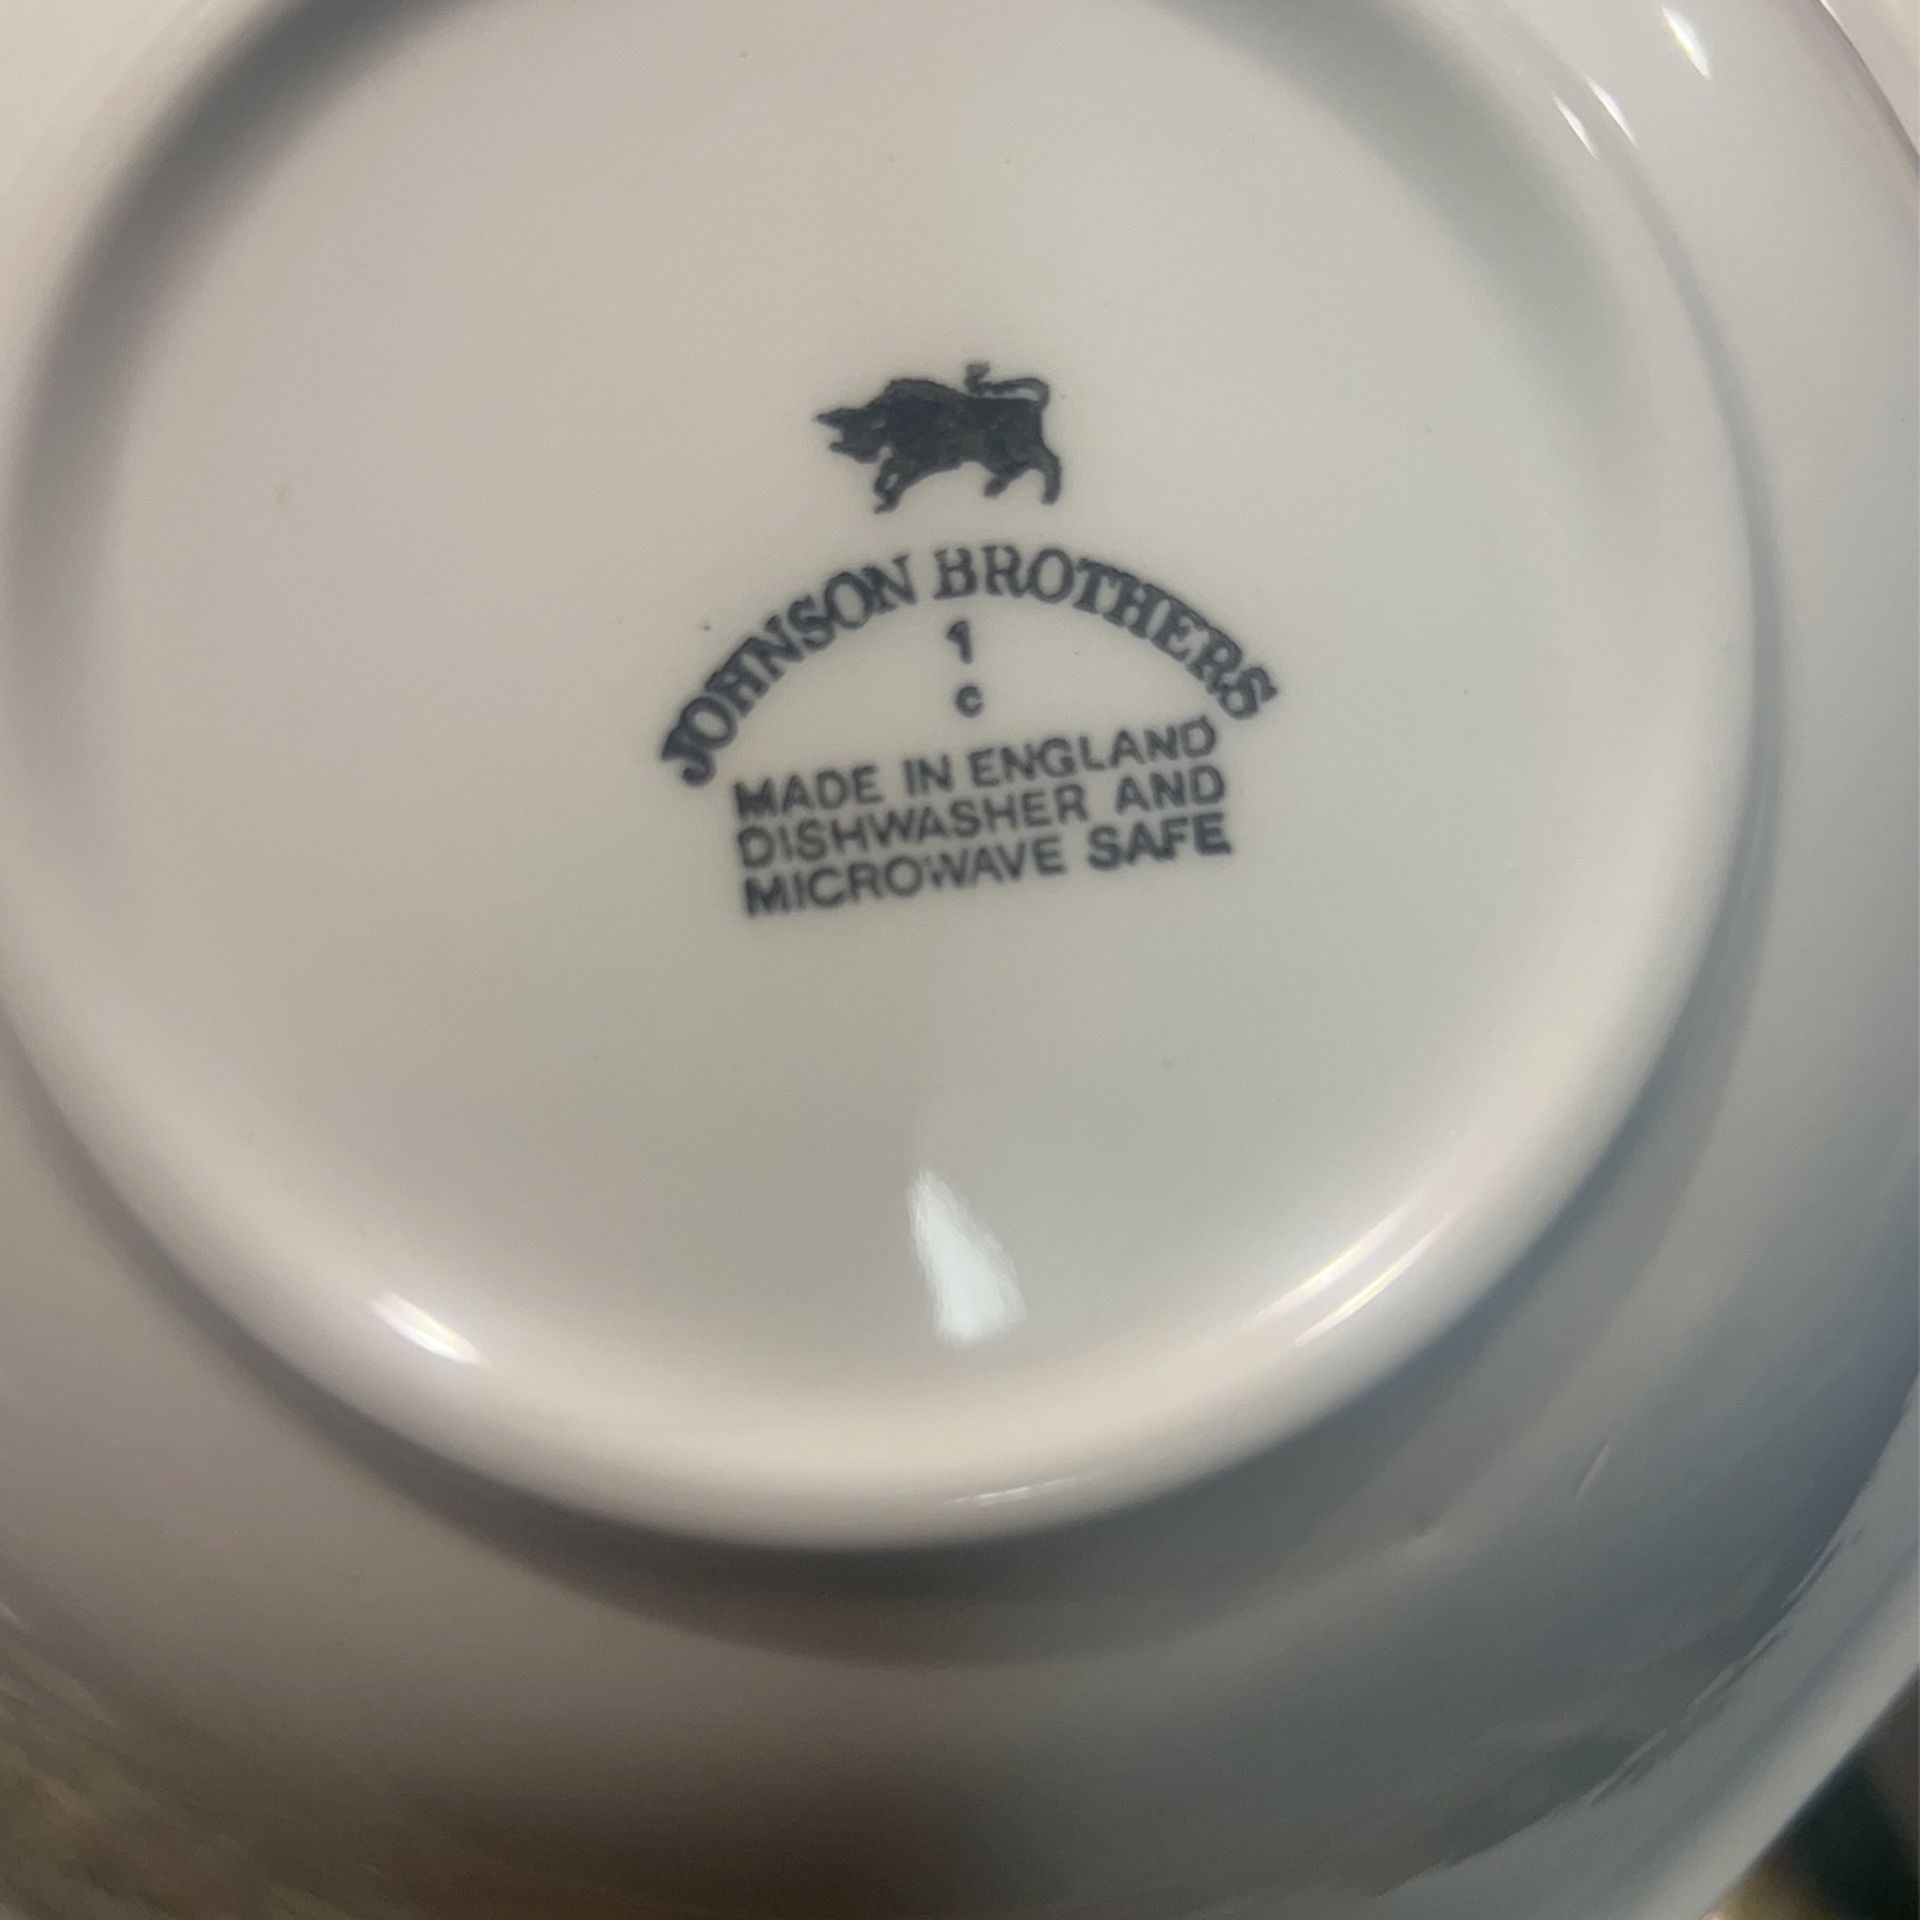 JOHNSON BROTHERS
1
c
MADE IN ENGLAND
DISHWASHER AND
MICROWAVE SAFE